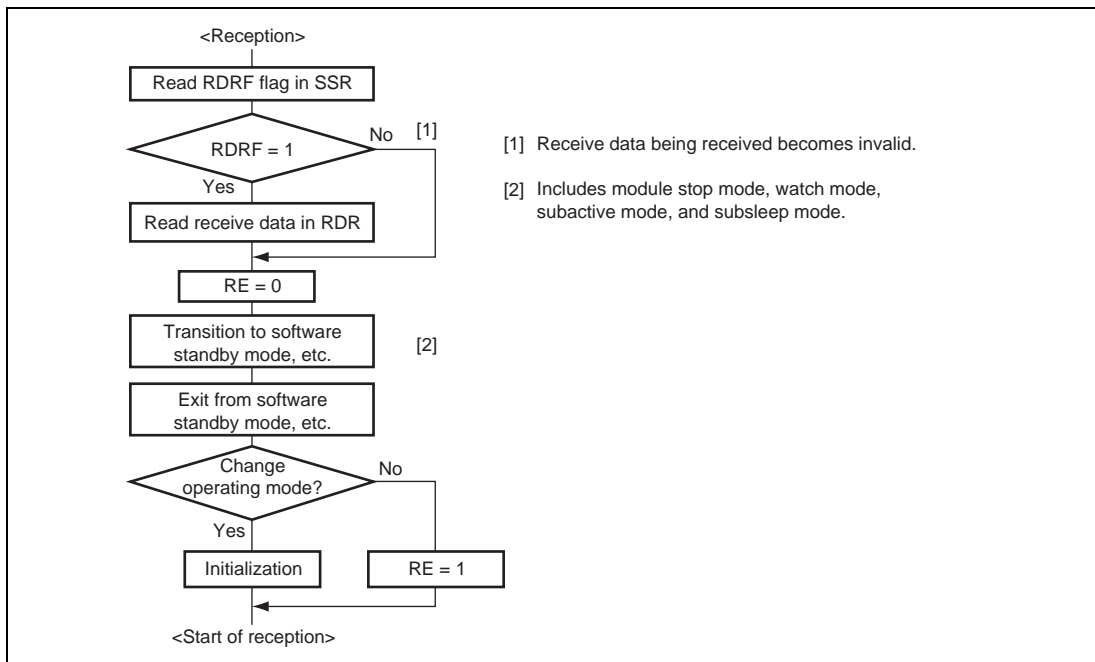 <Reception>
Read RDRF flag in SSR
No
[1]
RDRF = 1
[1] Receive data being received becomes invalid.
Yes
[2] Includes module stop mode, watch mode,
subactive mode, and subsleep mode.
Read receive data in RDR
RE = 0
Transition to software
standby mode, etc.
[2]
Exit from software
standby mode, etc.
Change
operating mode?
No
Yes
Initialization
RE = 1
<Start of reception>